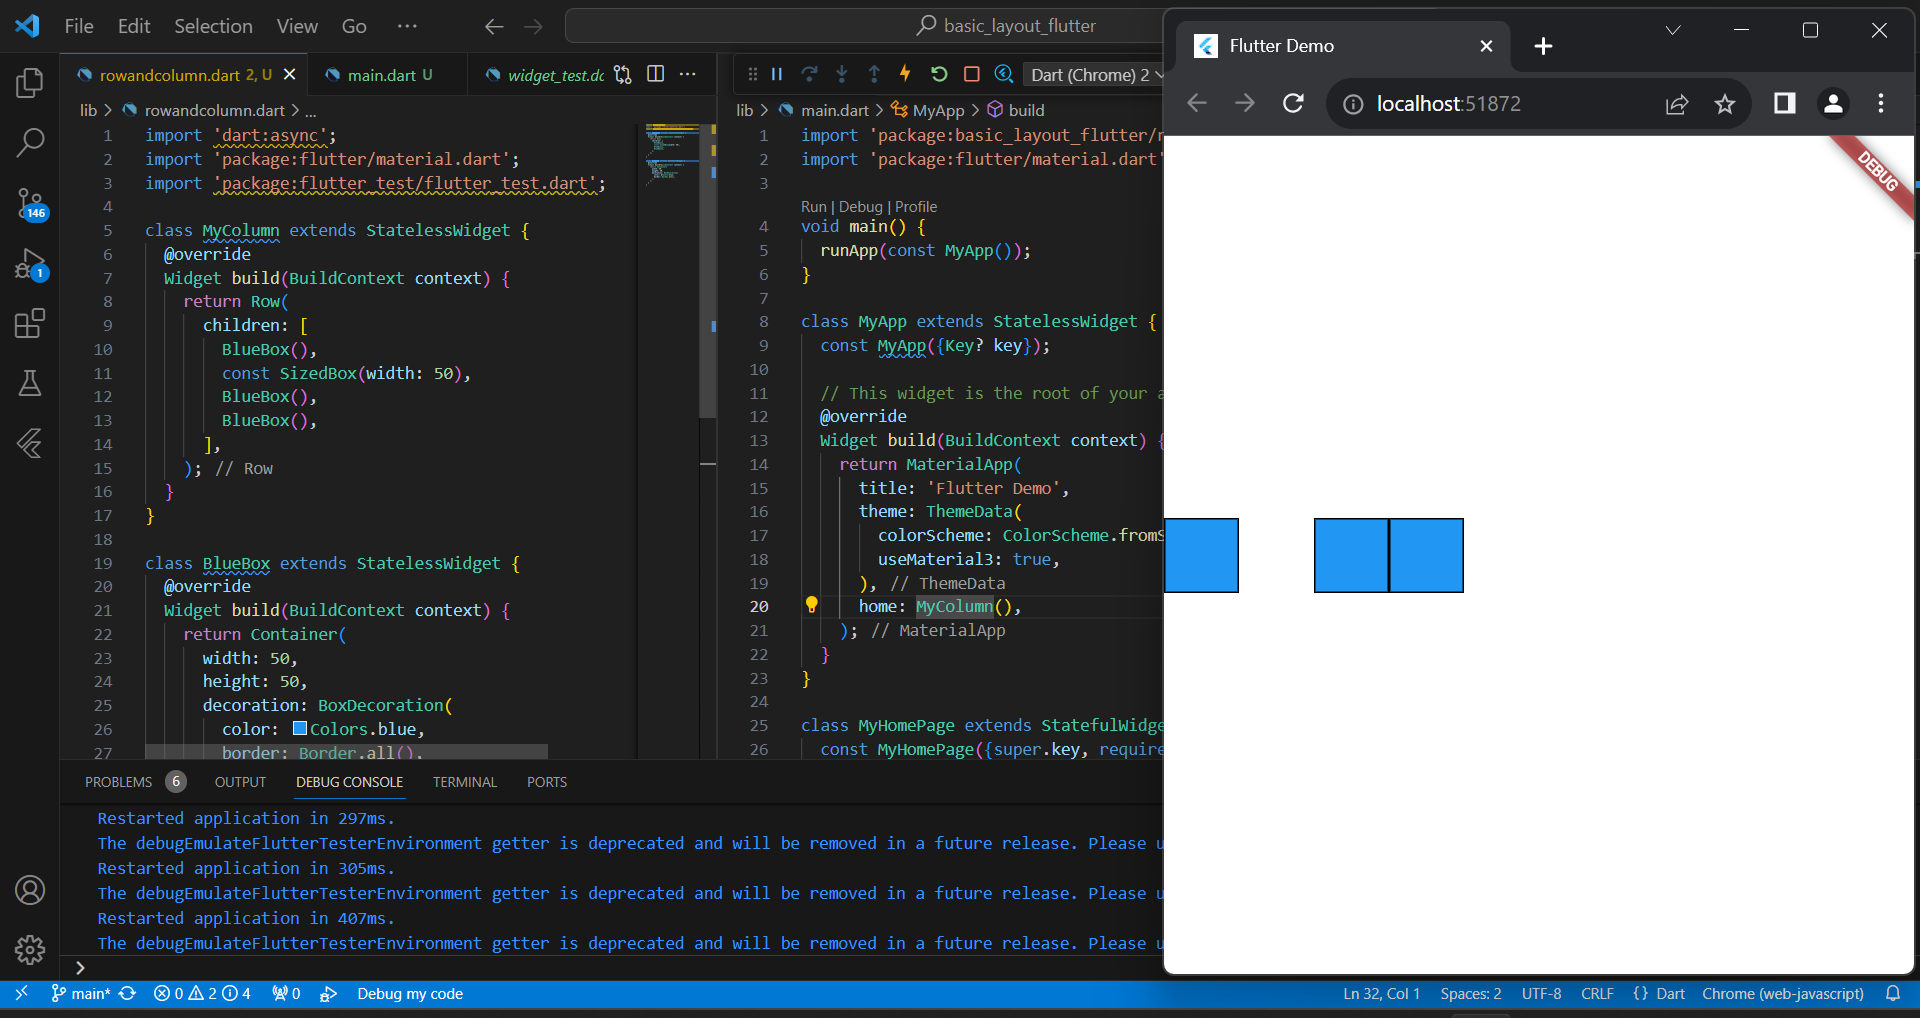 File Edit Selection View Go ··· basic_layout_flutter
rowandcolumn.dart 2, U
main.dart U
widget_test.dc
Dart (Chrome) 2
lib > rowandcolumn.dart > ...
1 import 'dart:async';
2 import 'package:flutter/material.dart';
3 import 'package:flutter_test/flutter_test.dart';
4
5 class MyColumn extends StatelessWidget {
6 @override
7 Widget build(BuildContext context) {
8 return Row(
9 children: [
10 BlueBox(),
11 const SizedBox(width: 50),
12 BlueBox(),
13 BlueBox(),
14 ],
15 ); // Row
16 }
17 }
18
19 class BlueBox extends StatelessWidget {
20 @override
21 Widget build(BuildContext context) {
22 return Container(
23 width: 50,
24 height: 50,
25 decoration: BoxDecoration(
26 color: Colors.blue,
27 border: Border.all(),
lib > main.dart > MyApp > build
1 import 'package:basic_layout_flutter/
2 import 'package:flutter/material.dart'
3
Run | Debug | Profile
4 void main() {
5 runApp(const MyApp());
6 }
7
8 class MyApp extends StatelessWidget {
9 const MyApp({Key? key});
10
11 // This widget is the root of your a
12 @override
13 Widget build(BuildContext context) {
14 return MaterialApp(
15 title: 'Flutter Demo',
16 theme: ThemeData(
17 colorScheme: ColorScheme.from
18 useMaterial3: true,
19 ), // ThemeData
20 home: MyColumn(),
21 ); // MaterialApp
22 }
23 }
24
25 class MyHomePage extends StatefulWidge
26 const MyHomePage({super.key, require
Flutter Demo
localhost:51872
DEBUG
146
1
PROBLEMS 6 OUTPUT DEBUG CONSOLE TERMINAL PORTS
Restarted application in 297ms.
The debugEmulateFlutterTesterEnvironment getter is deprecated and will be removed in a future release. Please u
Restarted application in 305ms.
The debugEmulateFlutterTesterEnvironment getter is deprecated and will be removed in a future release. Please u
Restarted application in 407ms.
The debugEmulateFlutterTesterEnvironment getter is deprecated and will be removed in a future release. Please u
>
main* 0 2 4 0 Debug my code
Ln 32, Col 1 Spaces: 2 UTF-8 CRLF {} Dart Chrome (web-javascript)